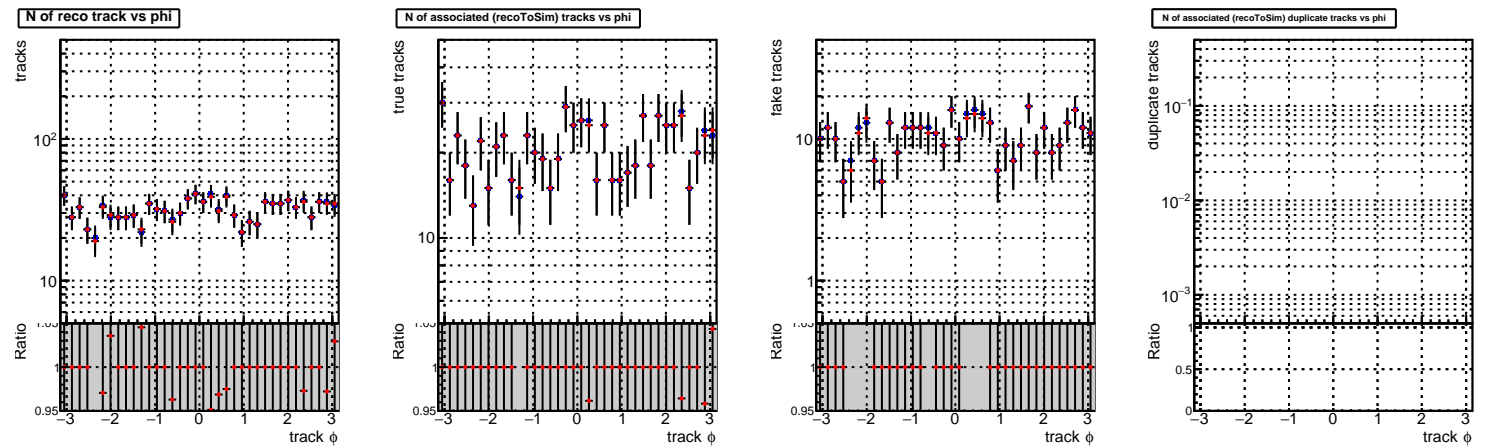 N of reco track vs phi
tracks
10²
10
Ratio
1.05
1
0.95
−3 −2 −1 0 1 2 3
track ϕ
N of associated (recoToSim) tracks vs phi
true tracks
10
Ratio
1.05
1
0.95
−3 −2 −1 0 1 2 3
track ϕ
fake tracks
10
1
Ratio
1.05
1
0.95
−3 −2 −1 0 1 2 3
track ϕ
N of associated (recoToSim) duplicate tracks vs phi
duplicate tracks
10⁻¹
10⁻²
10⁻³
Ratio
1
0.5
0
−3 −2 −1 0 1 2 3
track ϕ